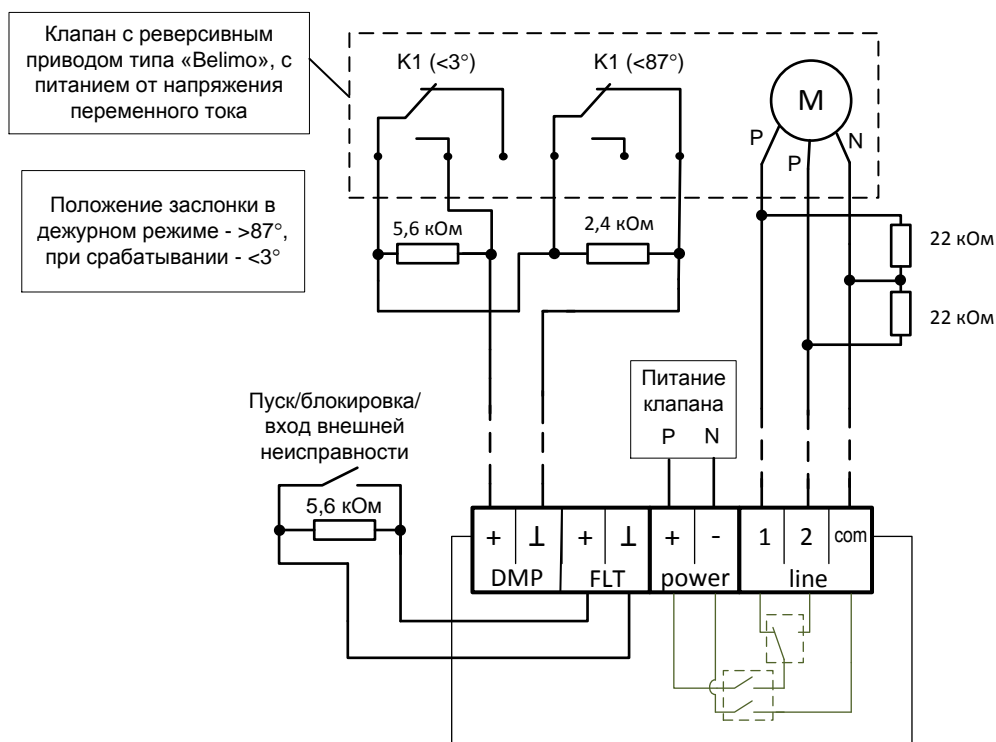 Клапан с реверсивным
приводом типа «Belimo», с
питанием от напряжения
переменного тока
K1 (<3°)
K1 (<87°)
M
P
P
N
Положение заслонки в
дежурном режиме - >87°,
при срабатывании - <3°
5,6 кОм
2,4 кОм
22 кОм
22 кОм
Питание
клапана
P N
Пуск/блокировка/
вход внешней
неисправности
5,6 кОм
+ ⊥ + ⊥ + - 1 2 com
DMP FLT power line